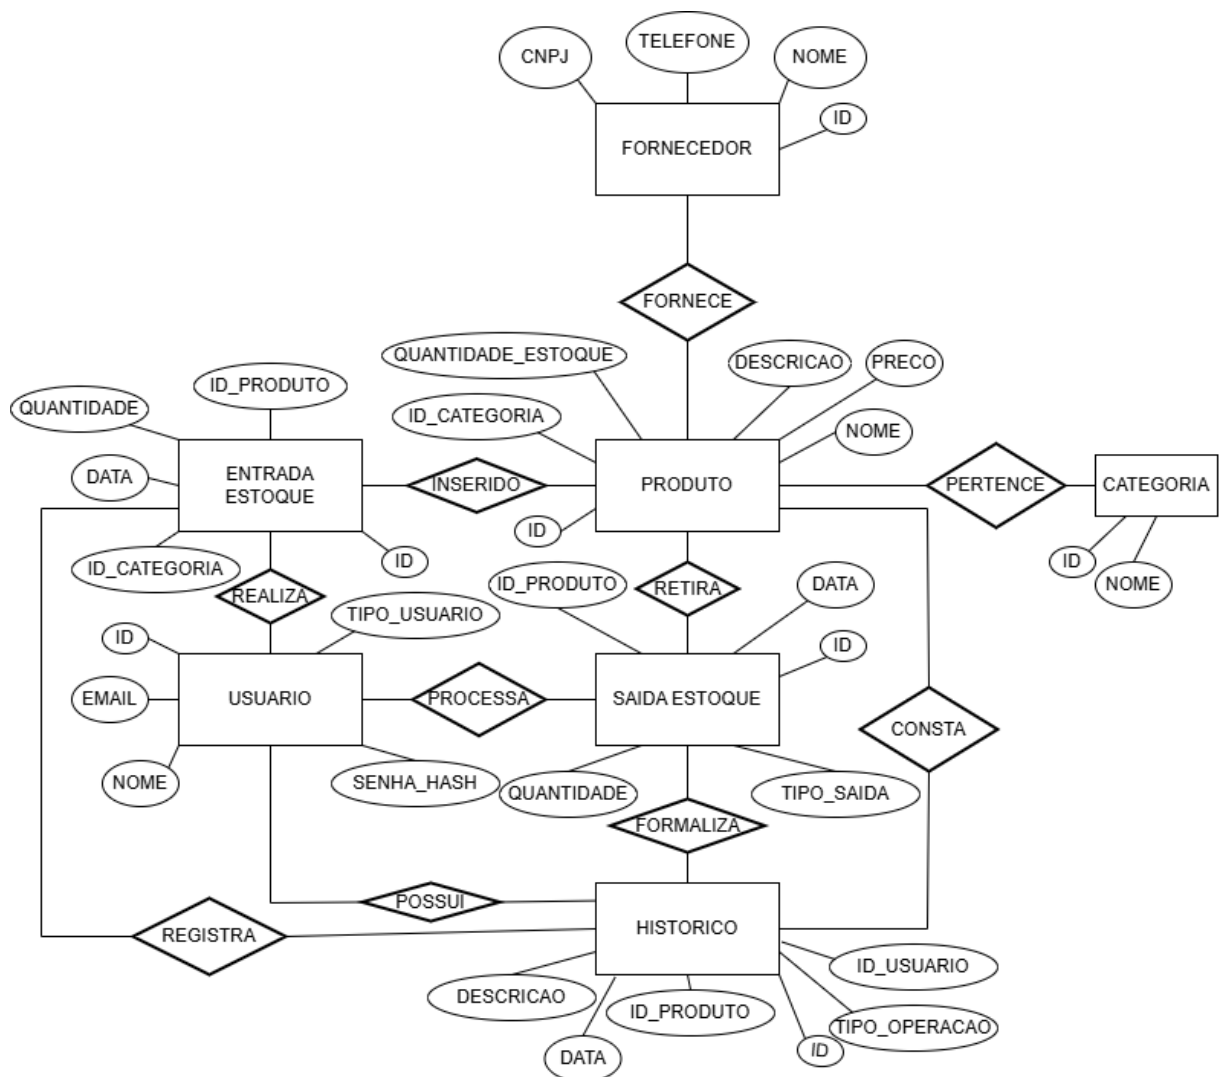 TELEFONE
CNPJ
NOME
ID
FORNECEDOR
FORNECE
QUANTIDADE_ESTOQUE
DESCRICAO
PRECO
ID_PRODUTO
QUANTIDADE
ID_CATEGORIA
NOME
ENTRADA
ESTOQUE
DATA
INSERIDO
PRODUTO
PERTENCE
CATEGORIA
ID
ID_CATEGORIA
ID
ID
NOME
REALIZA
ID_PRODUTO
RETIRA
DATA
TIPO_USUARIO
ID
ID
EMAIL
USUARIO
PROCESSA
SAIDA ESTOQUE
CONSTA
NOME
SENHA_HASH
QUANTIDADE
TIPO_SAIDA
FORMALIZA
POSSUI
REGISTRA
HISTORICO
ID_USUARIO
DESCRICAO
ID_PRODUTO
TIPO_OPERACAO
DATA
ID